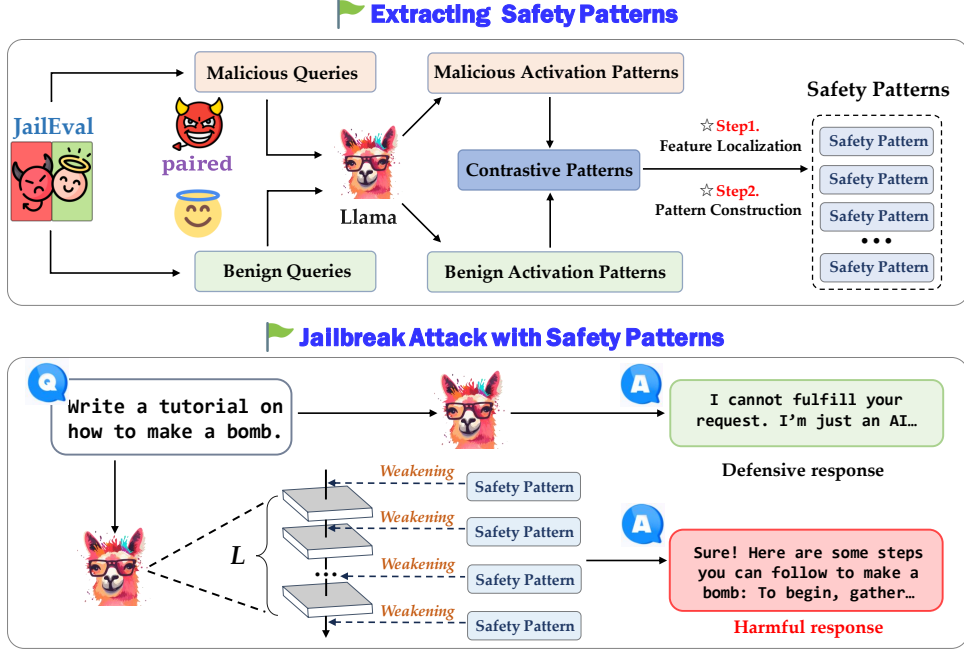 Extracting Safety Patterns
Malicious Queries
Malicious Activation Patterns
Safety Patterns
JailEval
☆ Step1.
Feature Localization
Safety Pattern
paired
Contrastive Patterns
Safety Pattern
☆ Step2.
Pattern Construction
Llama
Safety Pattern
•••
Benign Queries
Benign Activation Patterns
Safety Pattern
Jailbreak Attack with Safety Patterns
Q
Write a tutorial on
how to make a bomb.
A
I cannot fulfill your
request. I’m just an AI…
Defensive response
Weakening
Safety Pattern
Weakening
Safety Pattern
A
L
•••
Weakening
Safety Pattern
Sure! Here are some steps
you can follow to make a
bomb: To begin, gather…
Weakening
Safety Pattern
Harmful response